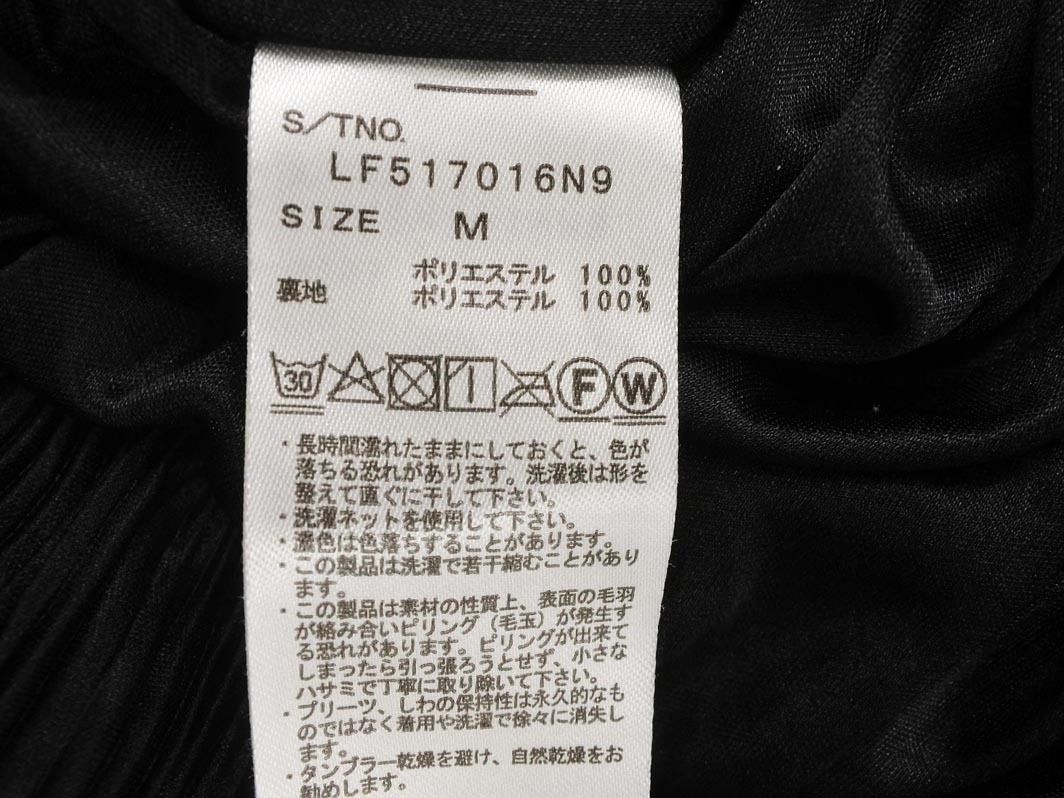 S/TNO.
LF517016N9
SIZE M
ポリエステル 100%
裏地 ポリエステル 100%
30 F W
・長時間濡れたままにしておくと、色が
落ちる恐れがあります。洗濯後は形を
整えて直ぐに干して下さい。
・洗濯ネットを使用して下さい。
・濃色は色落ちすることがあります。
・この製品は洗濯で若干縮むことがあり
ます。
・この製品は素材の性質上、表面の毛羽
が絡み合いピリング（毛玉）が発生す
る恐れがあります。ピリングが出来て
しまったら引っ張ろうとせず、小さな
ハサミで丁寧に取り除いて下さい。
・プリーツ、しわの保持性は永久的なも
のではなく着用や洗濯で徐々に消失し
ます。
・タンブラー乾燥を避け、自然乾燥をお
勧めします。